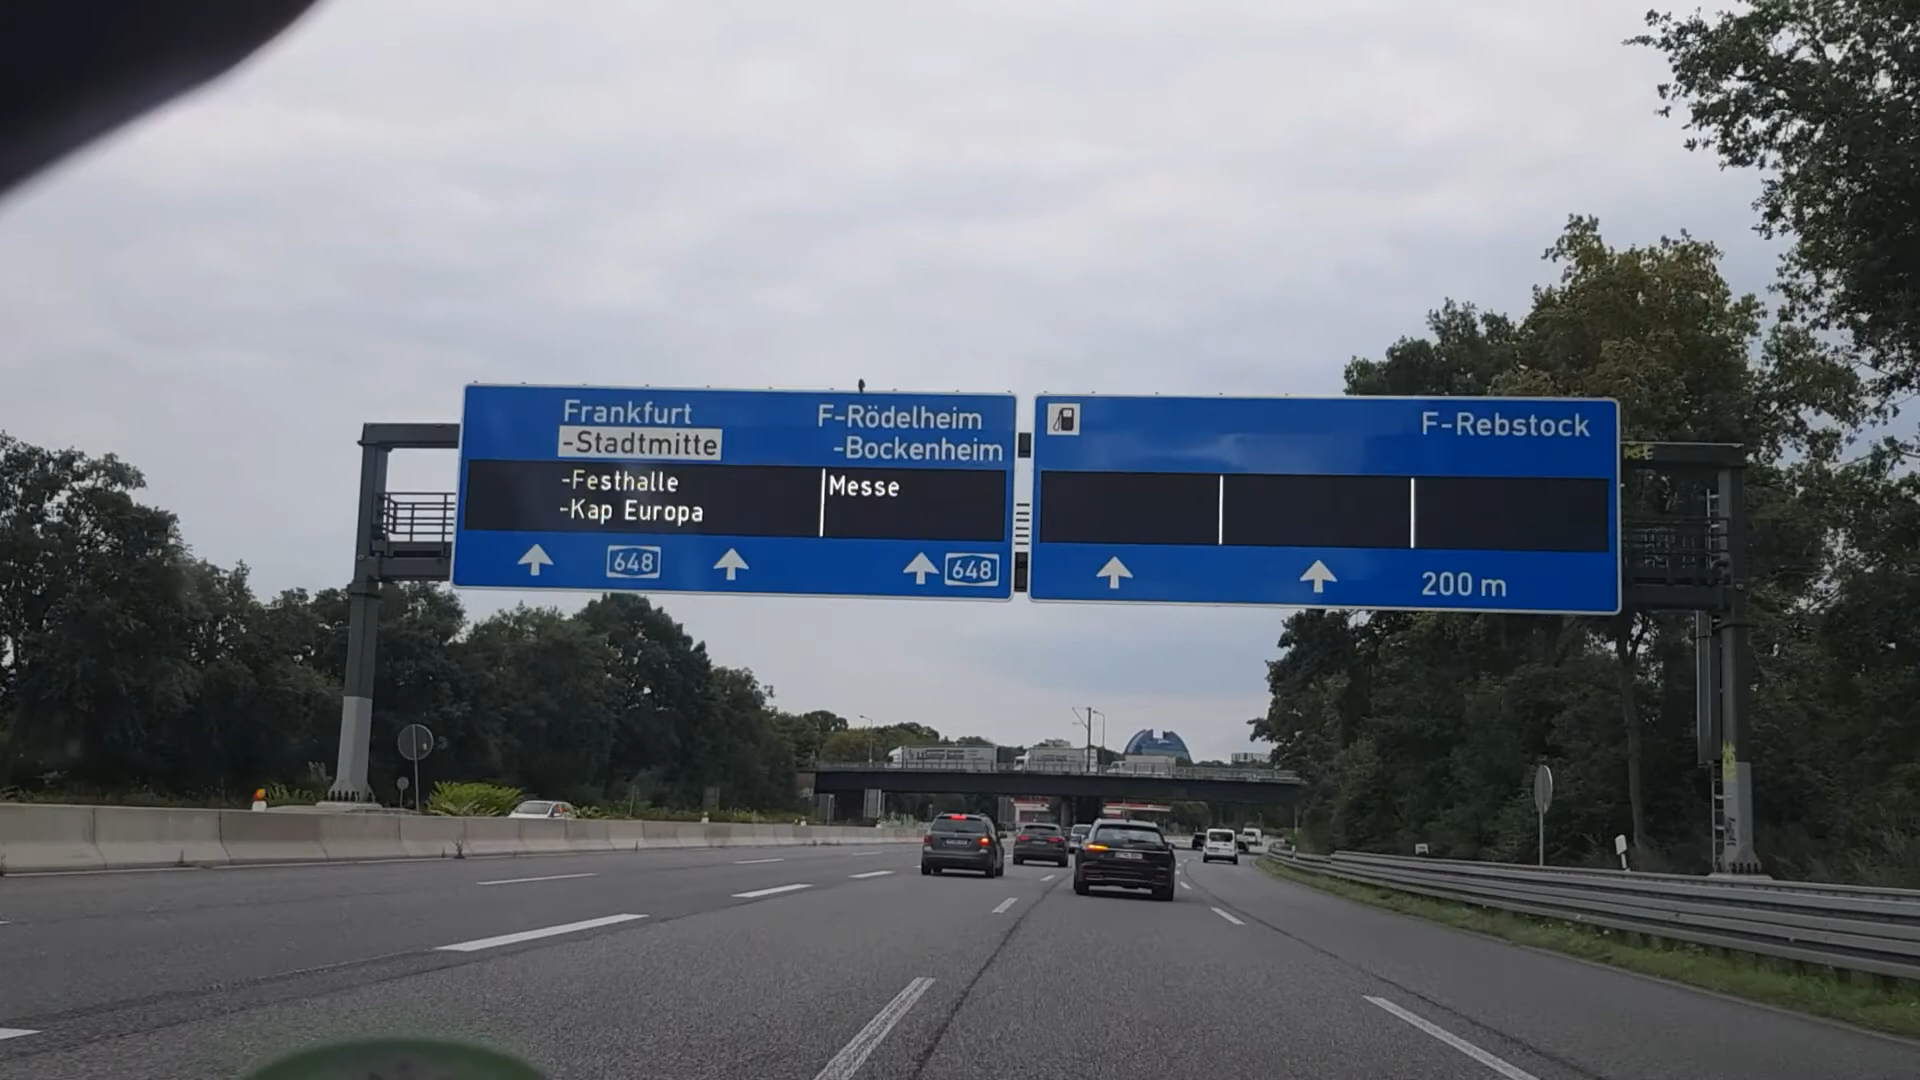 Frankfurt
-Stadtmitte
-Festhalle
-Kap Europa
648
F-Rödelheim
-Bockenheim
Messe
648
F-Rebstock
200 m